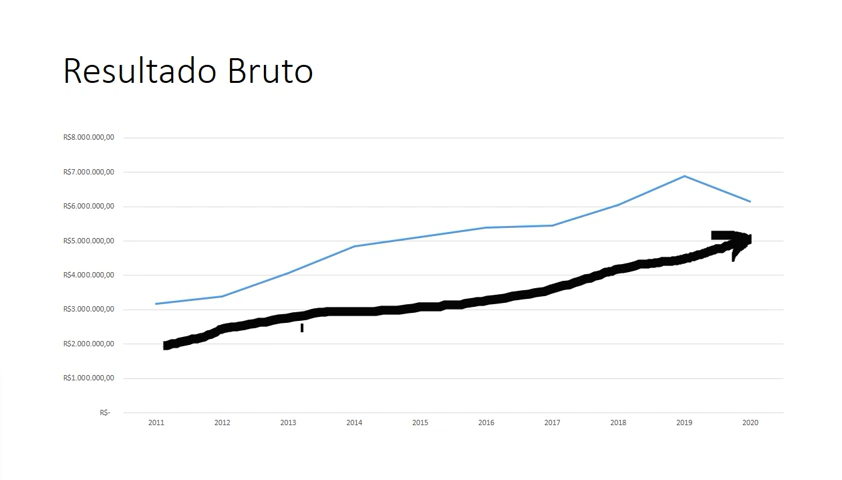 Resultado Bruto
R$8.000.000,00
R$7.000.000,00
R$6.000.000,00
R$5.000.000,00
R$4.000.000,00
R$3.000.000,00
R$2.000.000,00
R$1.000.000,00
R$-
2011 2012 2013 2014 2015 2016 2017 2018 2019 2020